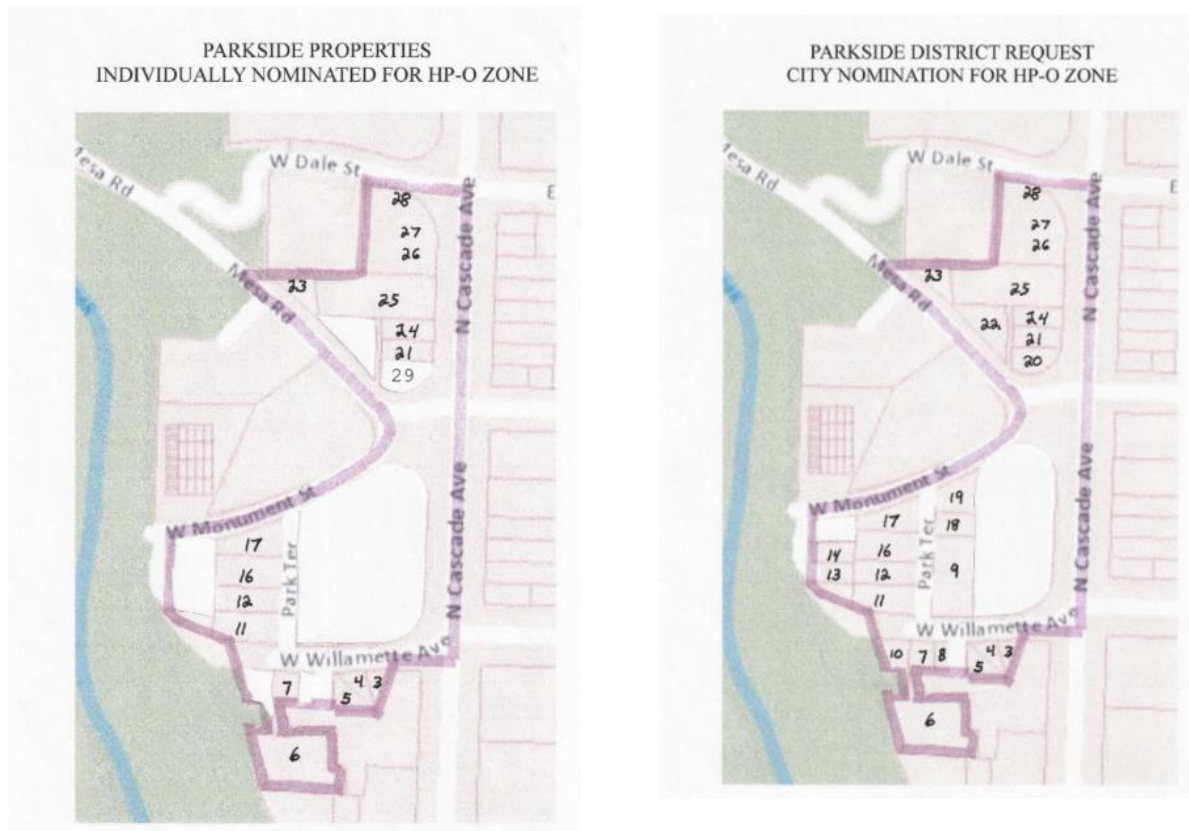 PARKSIDE PROPERTIES
INDIVIDUALLY NOMINATED FOR HP-O ZONE
W Dale St
Mesa Rd
E
28
27
26
N Cascade Ave
23
Mesa Rd
25
24
21
29
W Monument St
17
16
12
11
Park Ter
N Cascade Ave
W Willamette Ave
7
4
3
5
6
PARKSIDE DISTRICT REQUEST
CITY NOMINATION FOR HP-O ZONE
W Dale St
Mesa Rd
E
28
27
26
N Cascade Ave
23
Mesa Rd
25
22
24
21
20
W Monument St
19
17
18
14
16
13
12
9
11
Park Ter
N Cascade Ave
W Willamette Ave
10
7
8
4
3
5
6